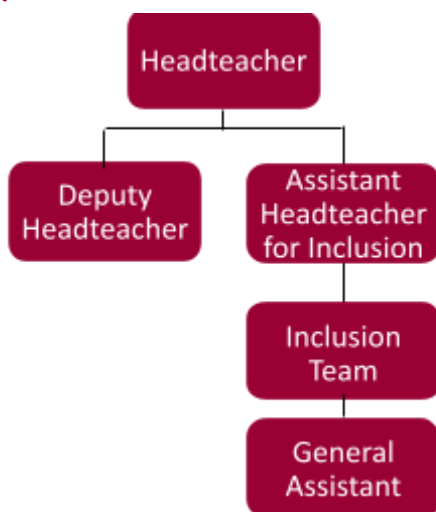 Headteacher
Deputy
Headteacher
Assistant
Headteacher
for Inclusion
Inclusion
Team
General
Assistant